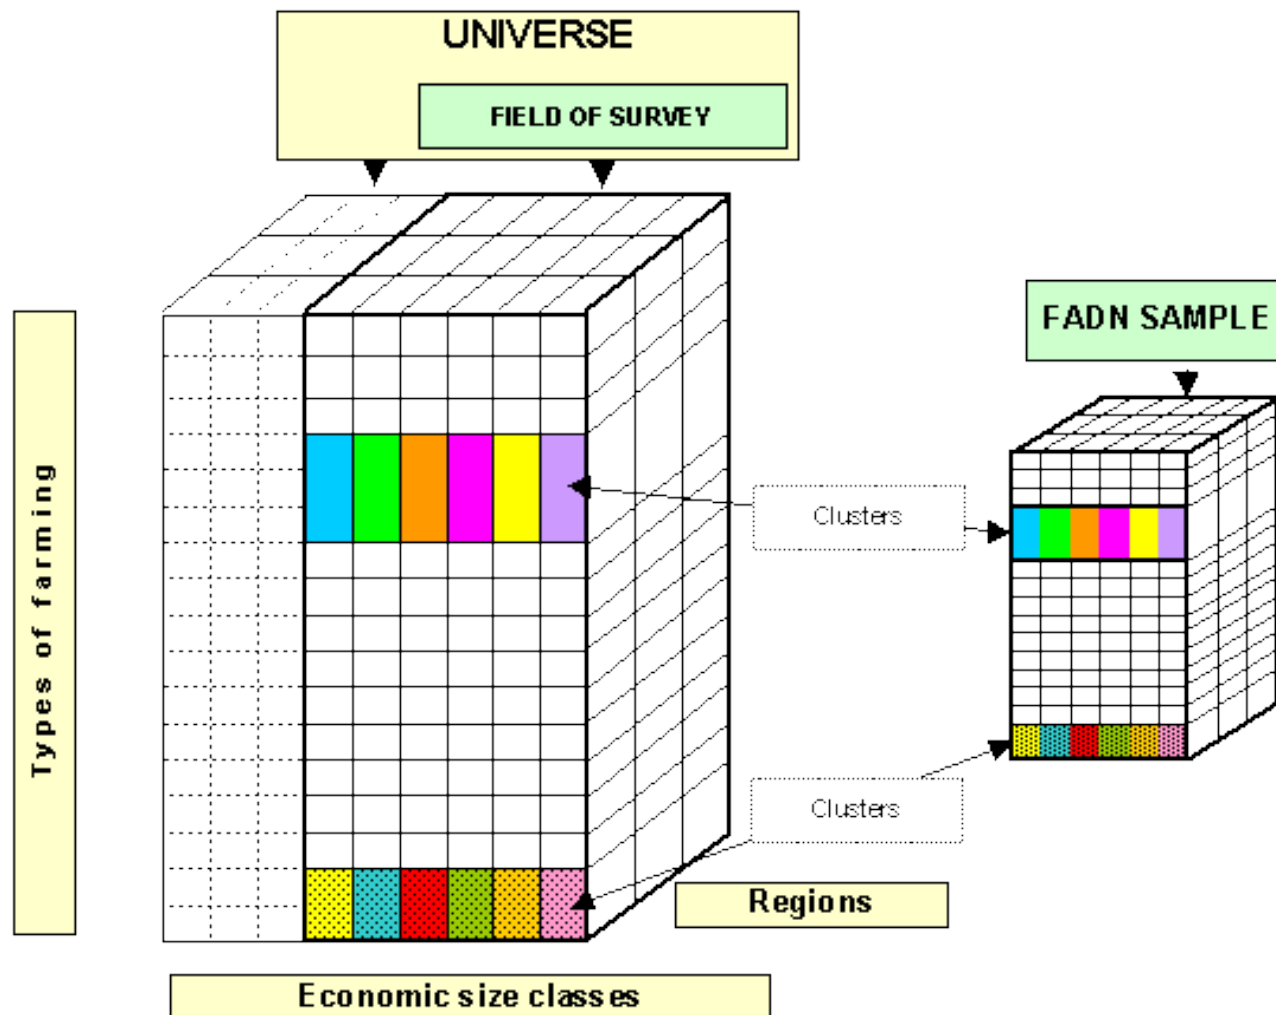 UNIVERSE
FIELD OF SURVEY
FADN SAMPLE
Types of farming
Clusters
Clusters
Regions
Economic size classes